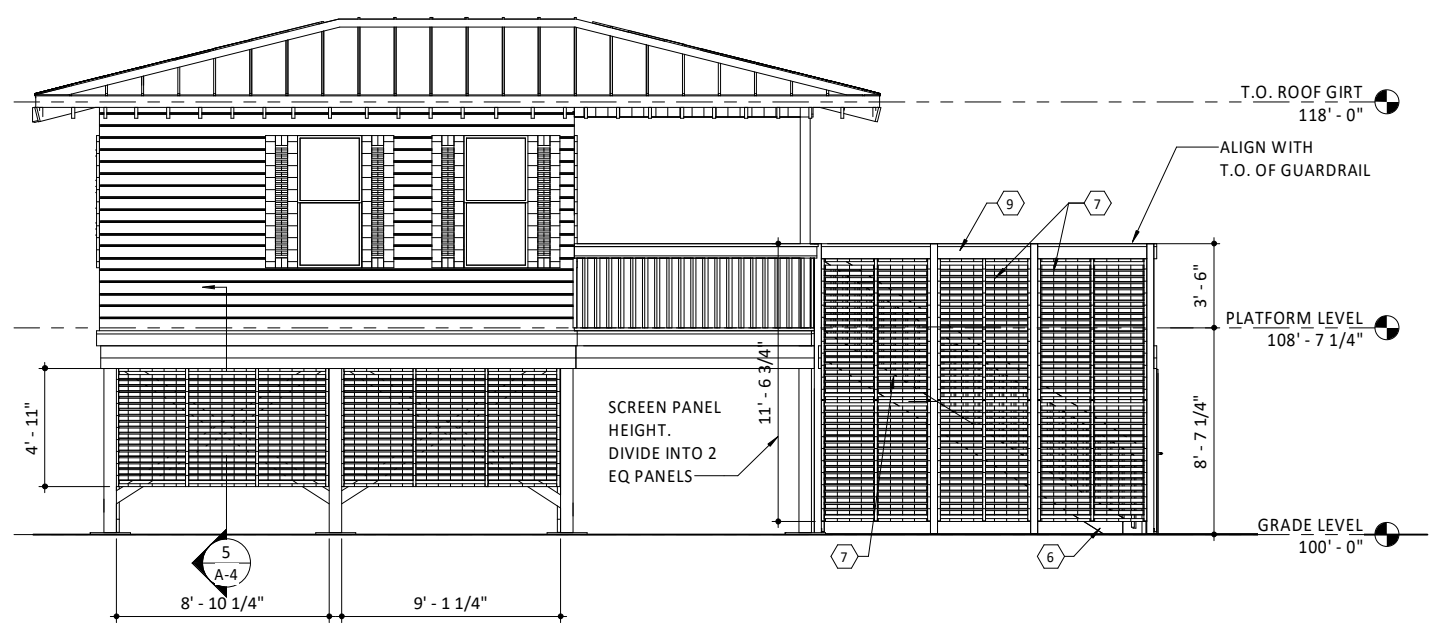 T.O. ROOF GIRT
118' - 0"
ALIGN WITH
T.O. OF GUARDRAIL
9
7
3' - 6"
PLATFORM LEVEL
108' - 7 1/4"
11' - 6 3/4"
4' - 11"
SCREEN PANEL
HEIGHT.
DIVIDE INTO 2
EQ PANELS
8' - 7 1/4"
GRADE LEVEL
100' - 0"
5
A-4
7
6
8' - 10 1/4"
9' - 1 1/4"